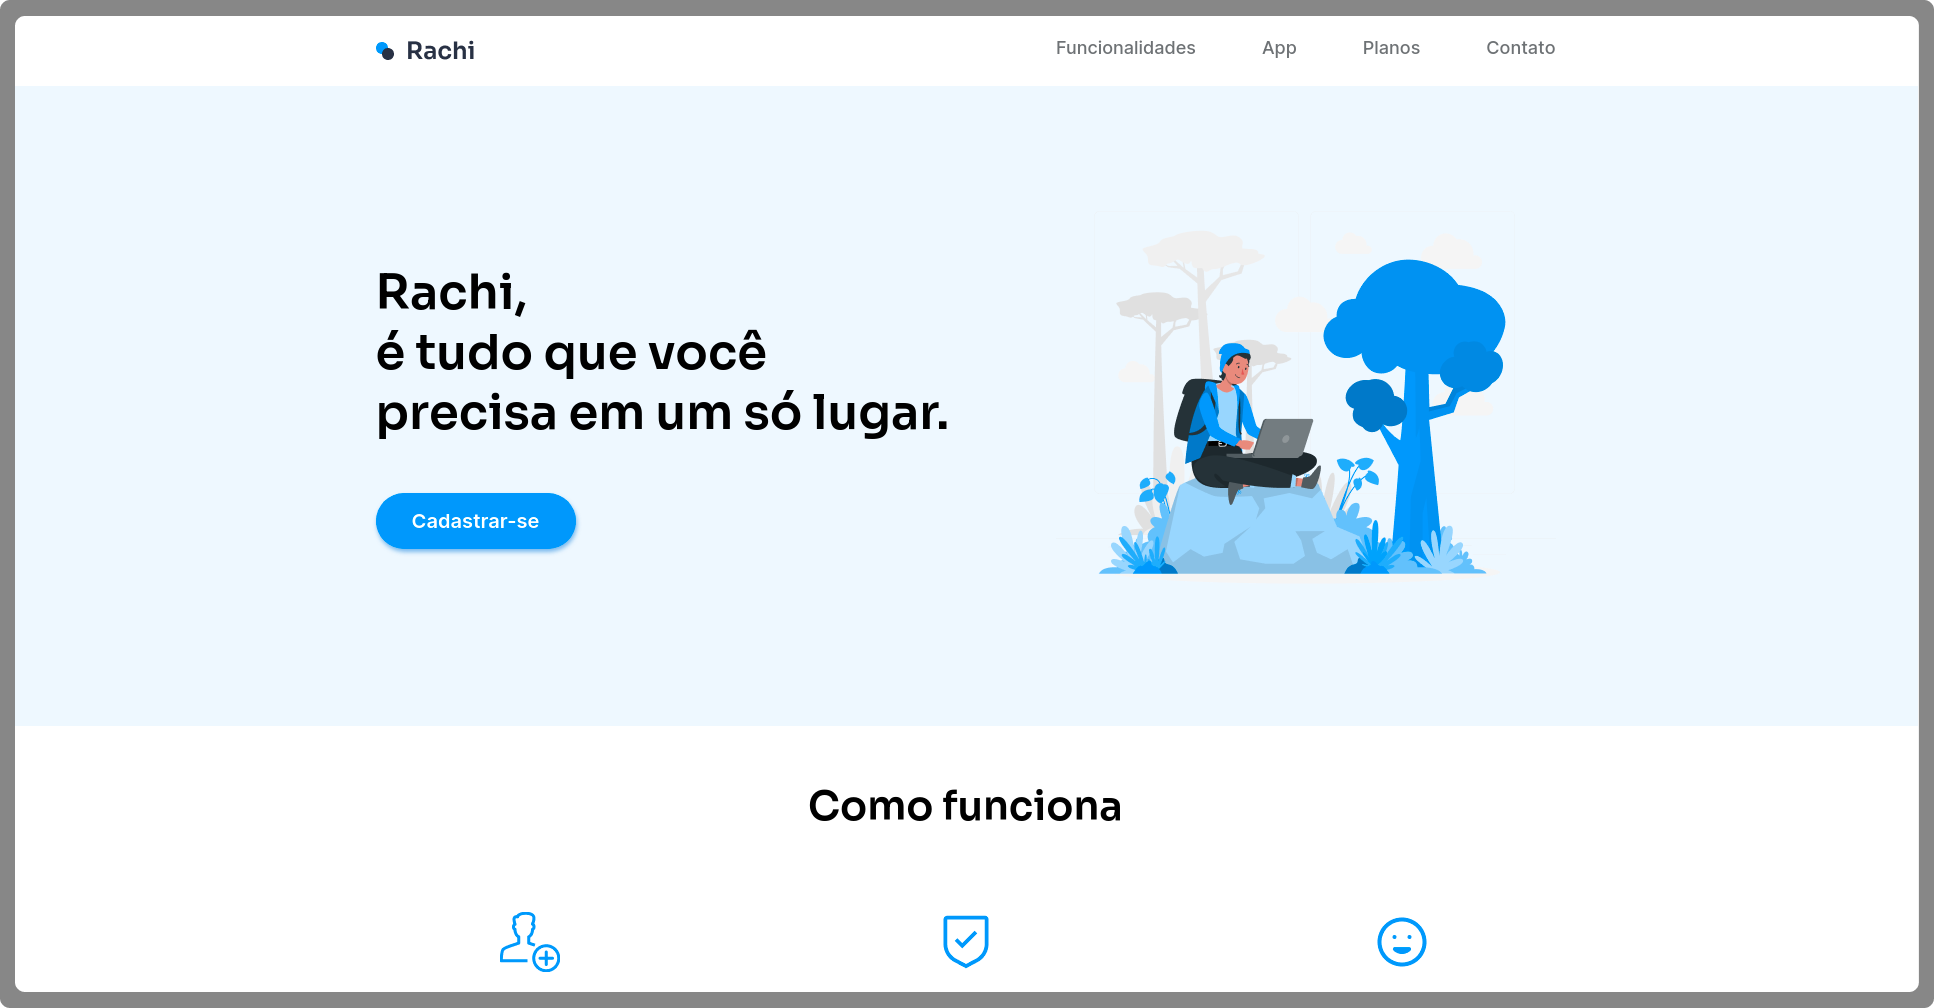 Rachi
Funcionalidades App Planos Contato
Rachi,
é tudo que você
precisa em um só lugar.
Cadastrar-se
Como funciona